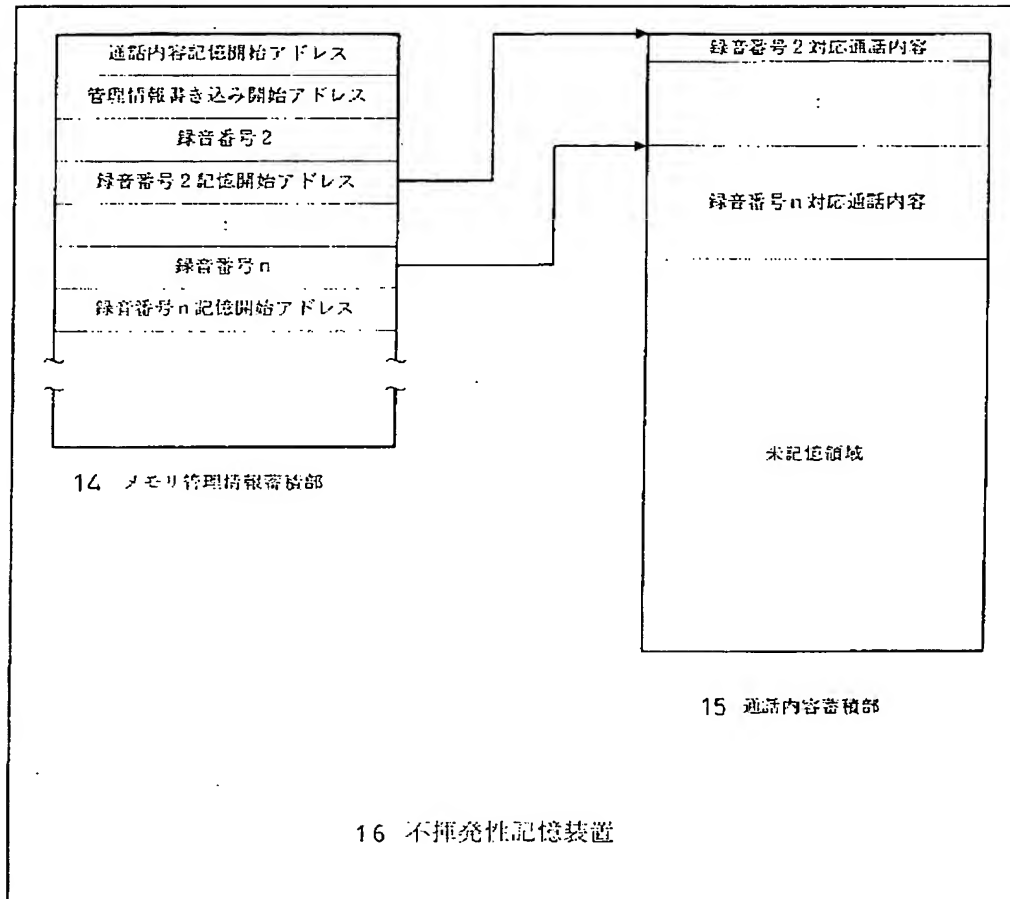 通話内容記憶開始アドレス
管理情報書き込み開始アドレス
録音番号2
録音番号2記憶開始アドレス
:
録音番号n
録音番号n記憶開始アドレス
14 メモリ管理情報蓄積部
録音番号2対応通話内容
:
録音番号n対応通話内容
未記憶領域
15 通話内容蓄積部
16 不揮発性記憶装置